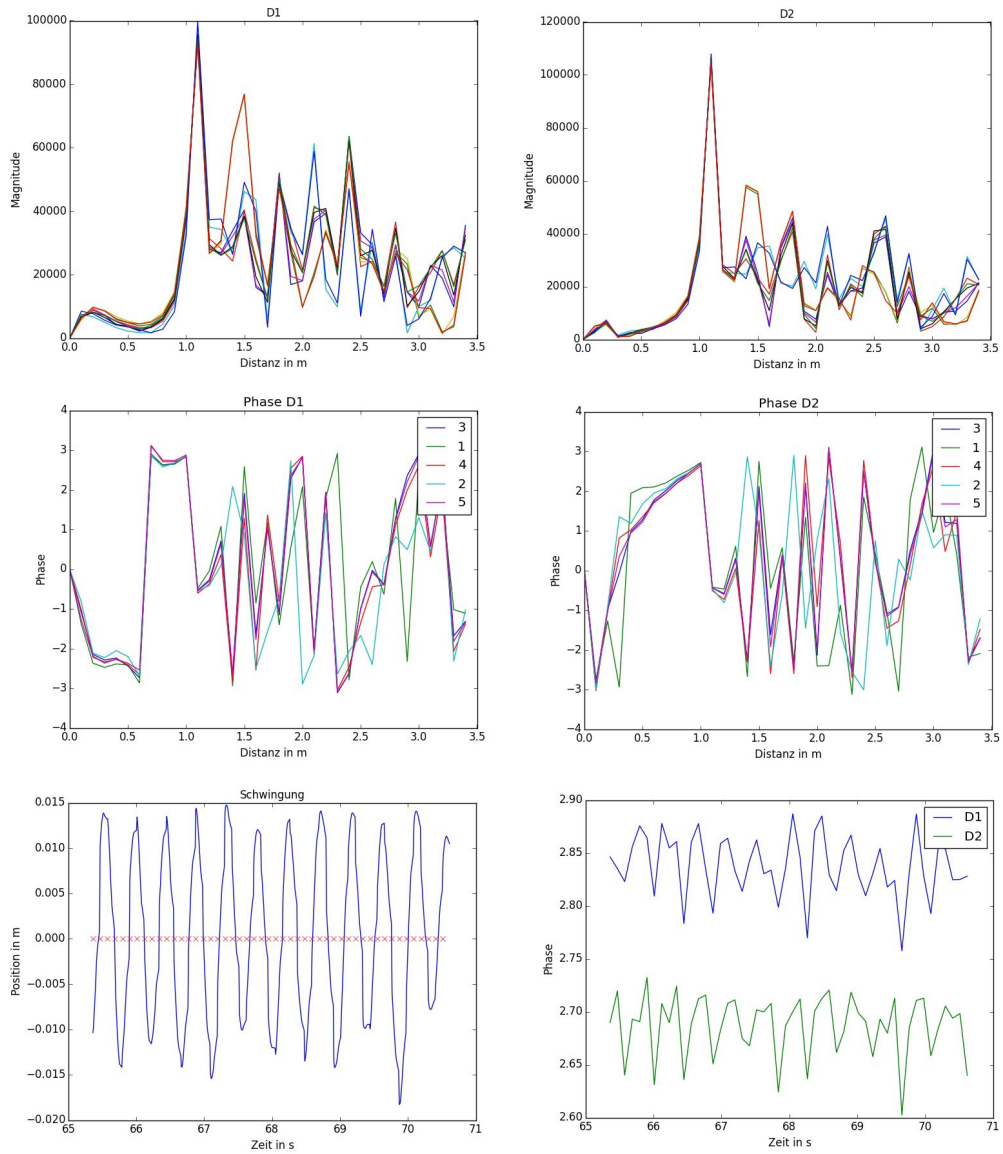 D1
Magnitude
100000
80000
60000
40000
20000
0
0.0 0.5 1.0 1.5 2.0 2.5 3.0 3.5
Distanz in m
D2
Magnitude
120000
100000
80000
60000
40000
20000
0
0.0 0.5 1.0 1.5 2.0 2.5 3.0 3.5
Distanz in m
Phase D1
Phase
4
3
2
1
0
−1
−2
−3
−4
0.0 0.5 1.0 1.5 2.0 2.5 3.0 3.5
Distanz in m
3
1
4
2
5
Phase D2
Phase
4
3
2
1
0
−1
−2
−3
−4
0.0 0.5 1.0 1.5 2.0 2.5 3.0 3.5
Distanz in m
3
1
4
2
5
Schwingung
Position in m
0.015
0.010
0.005
0.000
−0.005
−0.010
−0.015
−0.020
65 66 67 68 69 70 71
Zeit in s
Phase
2.90
2.85
2.80
2.75
2.70
2.65
2.60
65 66 67 68 69 70 71
Zeit in s
D1
D2